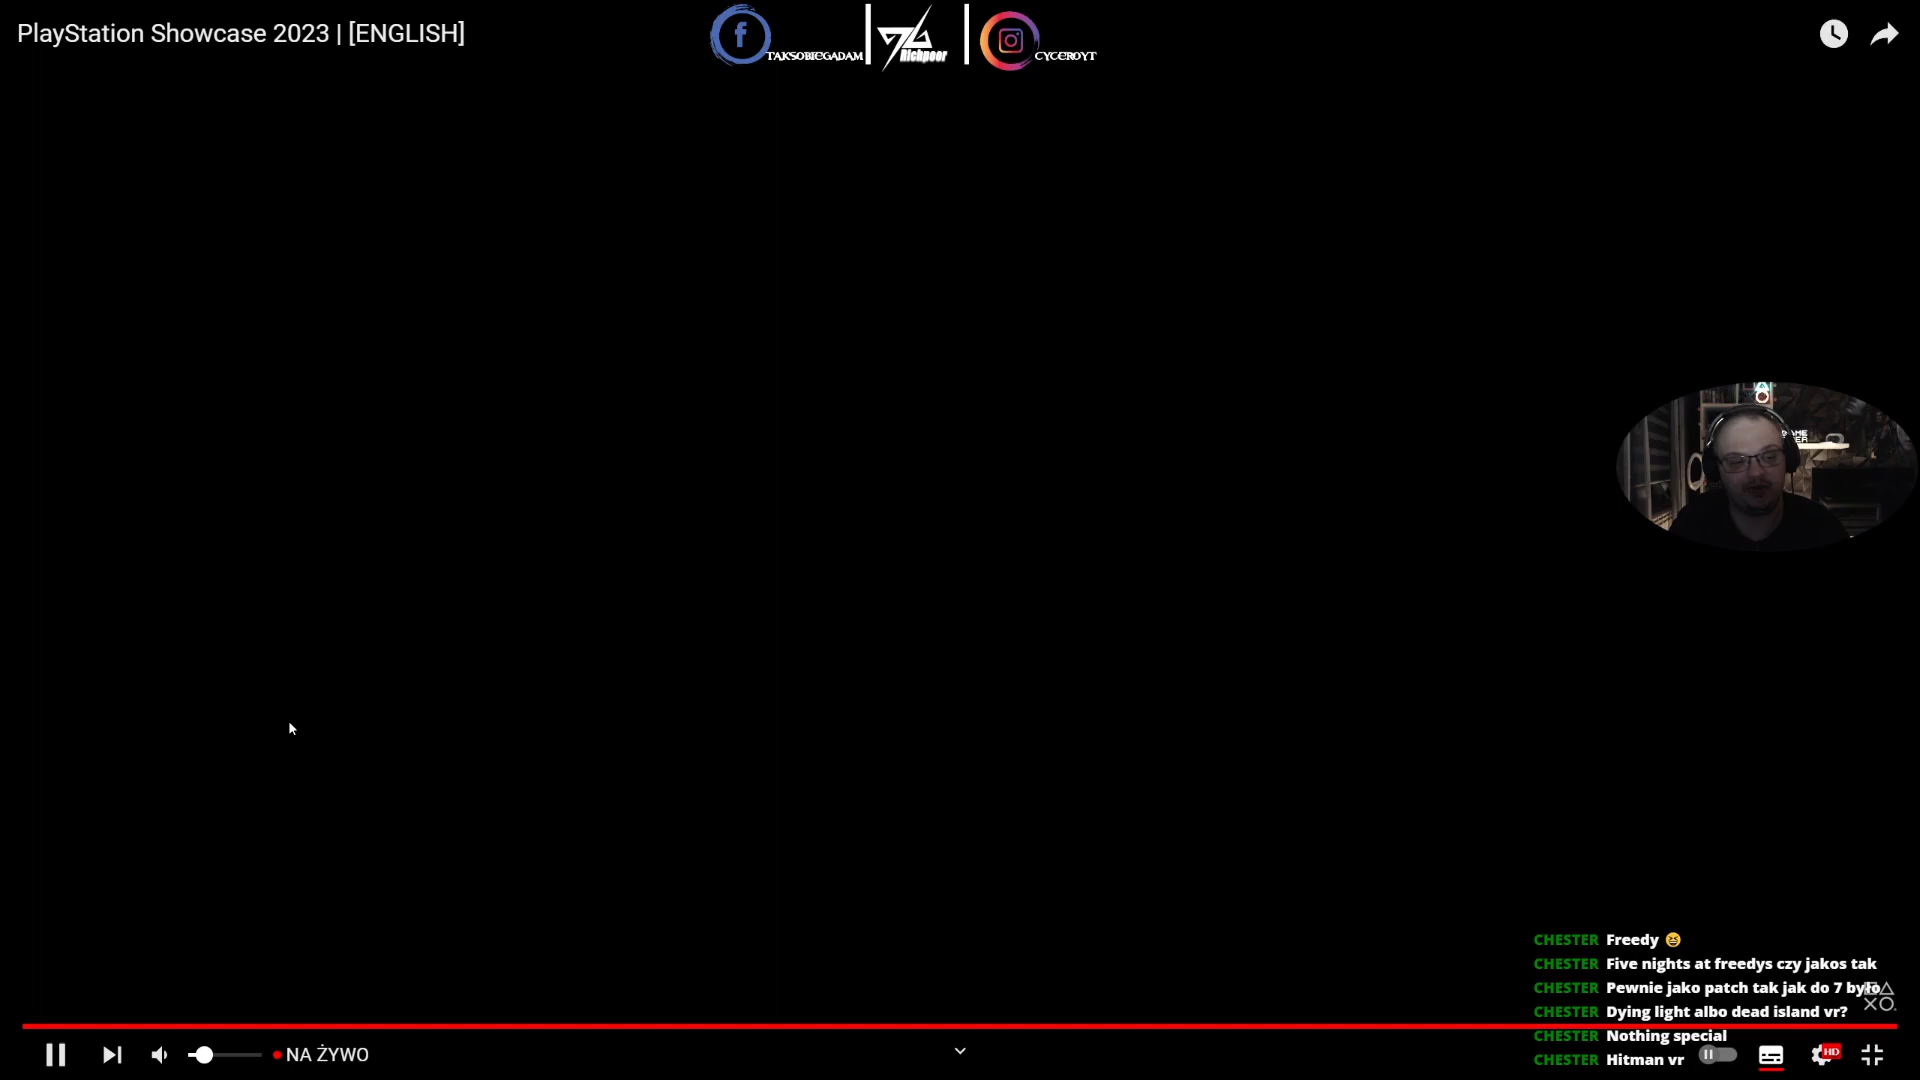 PlayStation Showcase 2023 | [ENGLISH]
TAKSOBIEGADAM
Richpoor
CYCEROYT
CHESTER Freedy 😆
CHESTER Five nights at freedys czy jakos tak
CHESTER Pewnie jako patch tak jak do 7 było
CHESTER Dying light albo dead island vr?
CHESTER Nothing special
CHESTER Hitman vr
NA ŻYWO
HD